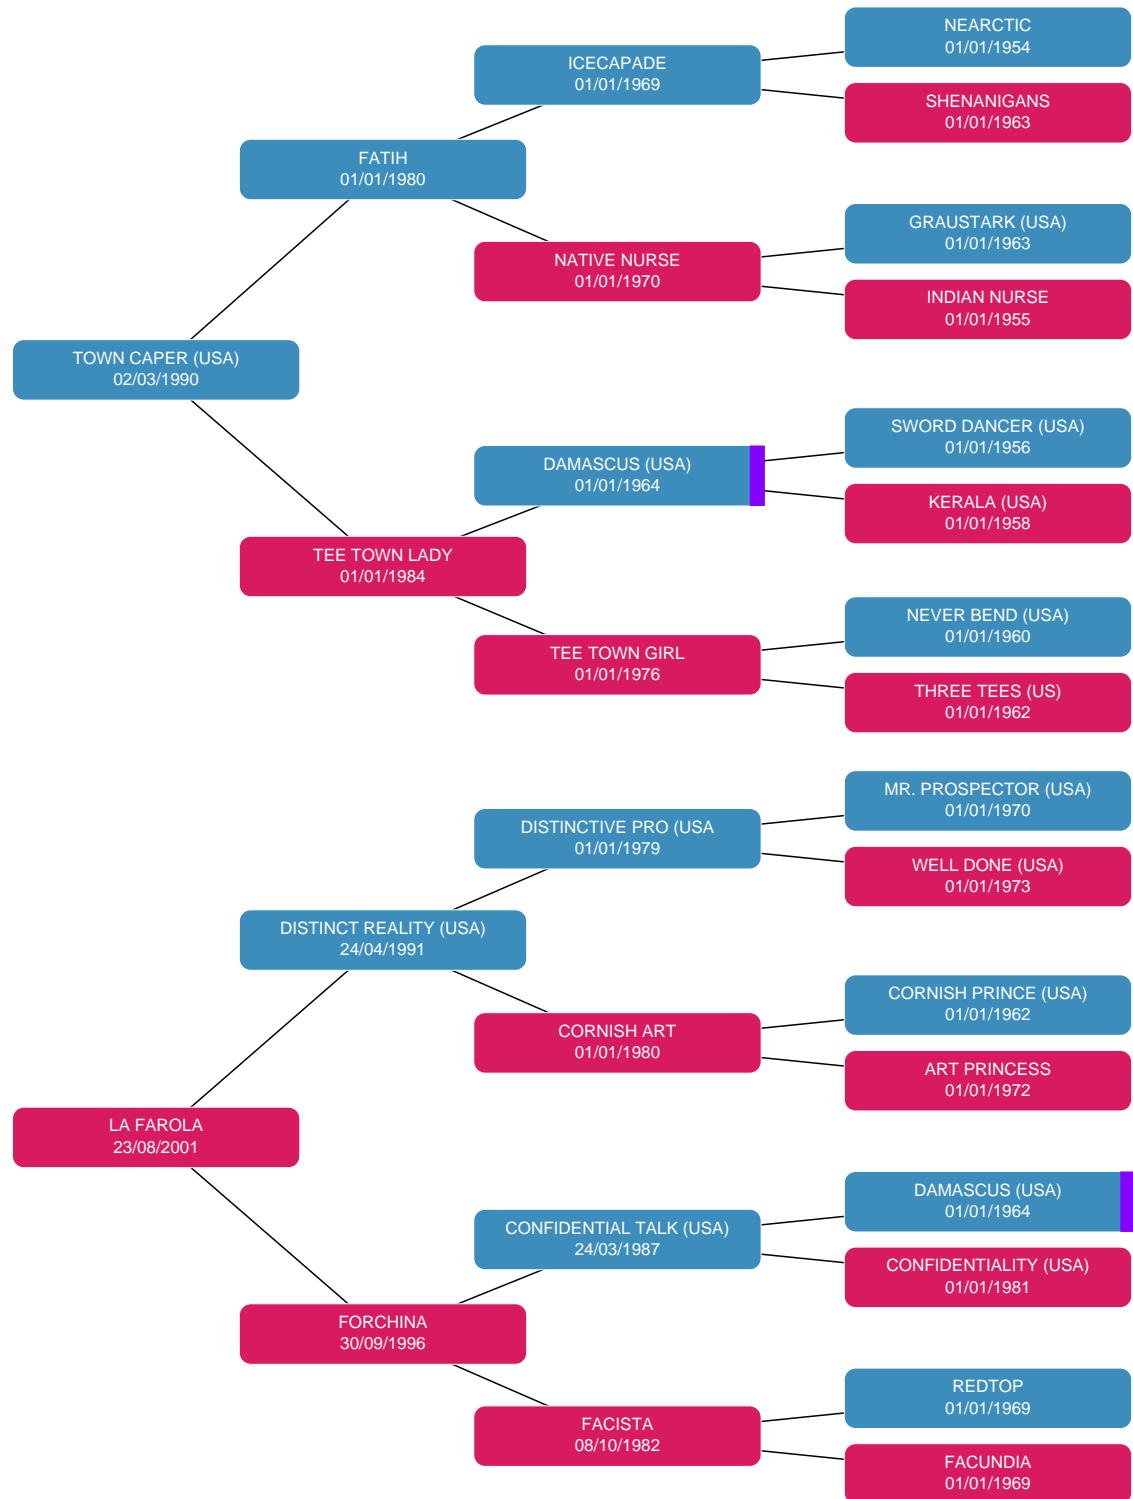 NEARCTIC
01/01/1954
ICECAPADE
01/01/1969
SHENANIGANS
01/01/1963
FATIH
01/01/1980
GRAUSTARK (USA)
01/01/1963
NATIVE NURSE
01/01/1970
INDIAN NURSE
01/01/1955
TOWN CAPER (USA)
02/03/1990
SWORD DANCER (USA)
01/01/1956
DAMASCUS (USA)
01/01/1964
KERALA (USA)
01/01/1958
TEE TOWN LADY
01/01/1984
NEVER BEND (USA)
01/01/1960
TEE TOWN GIRL
01/01/1976
THREE TEES (US)
01/01/1962
MR. PROSPECTOR (USA)
01/01/1970
DISTINCTIVE PRO (USA
01/01/1979
WELL DONE (USA)
01/01/1973
DISTINCT REALITY (USA)
24/04/1991
CORNISH PRINCE (USA)
01/01/1962
CORNISH ART
01/01/1980
ART PRINCESS
01/01/1972
LA FAROLA
23/08/2001
DAMASCUS (USA)
01/01/1964
CONFIDENTIAL TALK (USA)
24/03/1987
CONFIDENTIALITY (USA)
01/01/1981
FORCHINA
30/09/1996
REDTOP
01/01/1969
FACISTA
08/10/1982
FACUNDIA
01/01/1969